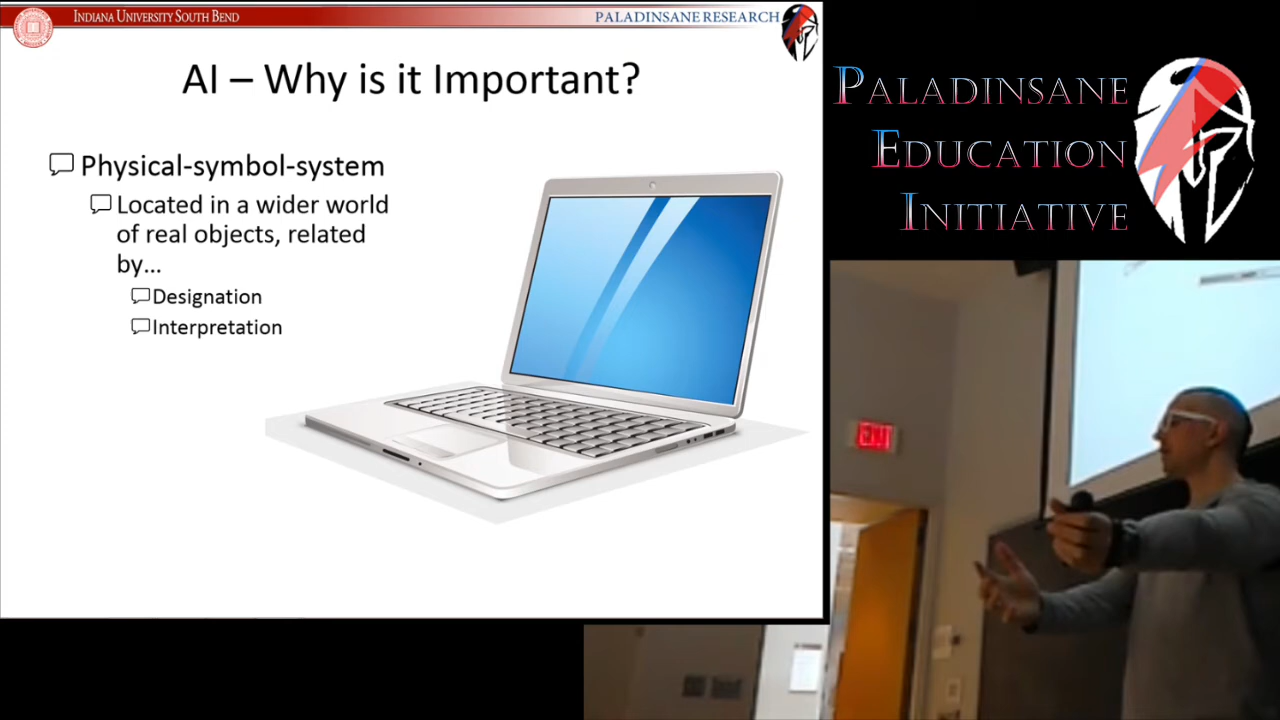 INDIANA UNIVERSITY SOUTH BEND
PALADINSANE RESEARCH
AI – Why is it Important?
Physical-symbol-system
Located in a wider world
of real objects, related
by...
Designation
Interpretation
PALADINSANE
EDUCATION
INITIATIVE
EXIT